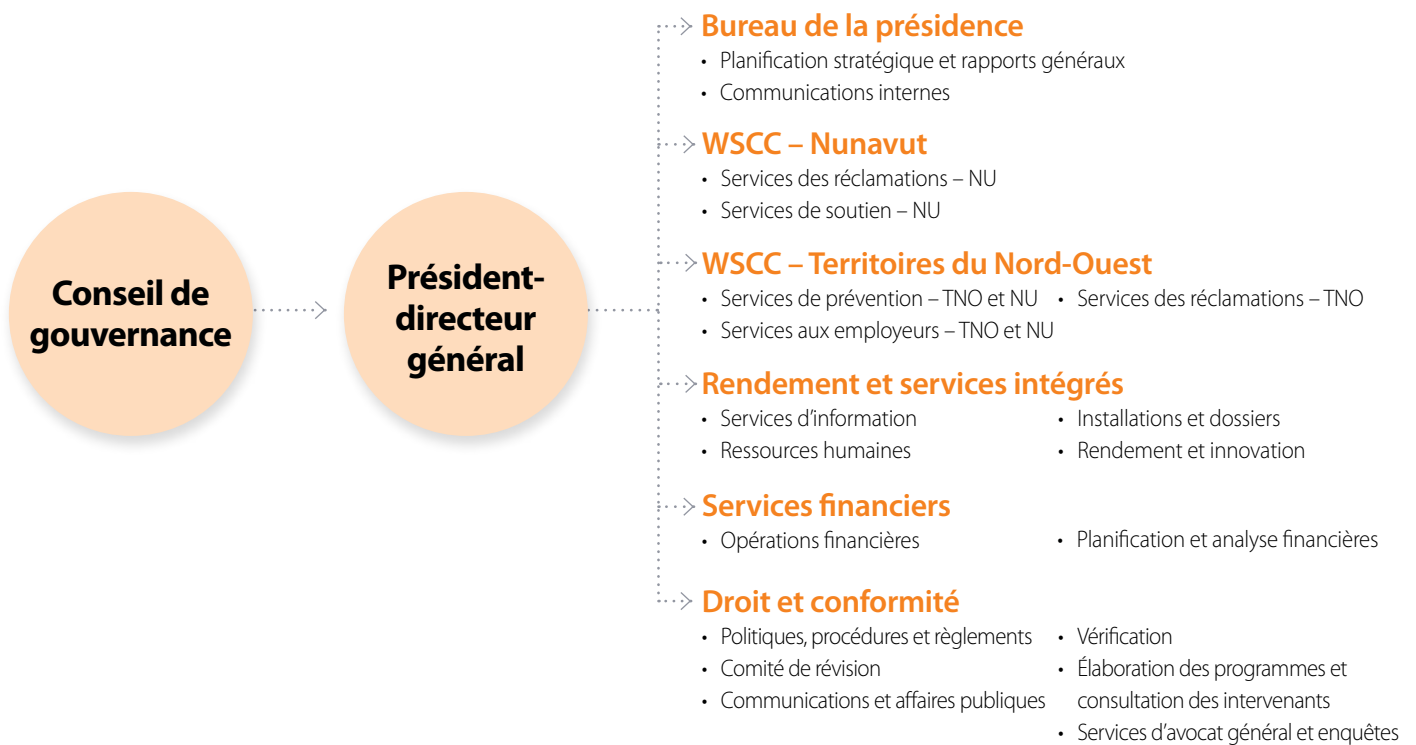 Conseil de
gouvernance
Président-
directeur
général
Bureau de la présidence
• Planification stratégique et rapports généraux
• Communications internes
WSCC – Nunavut
• Services des réclamations – NU
• Services de soutien – NU
WSCC – Territoires du Nord-Ouest
• Services de prévention – TNO et NU
• Services aux employeurs – TNO et NU
• Services des réclamations – TNO
Rendement et services intégrés
• Services d’information
• Ressources humaines
• Installations et dossiers
• Rendement et innovation
Services financiers
• Opérations financières
• Planification et analyse financières
Droit et conformité
• Politiques, procédures et règlements
• Comité de révision
• Communications et affaires publiques
• Vérification
• Élaboration des programmes et
consultation des intervenants
• Services d’avocat général et enquêtes